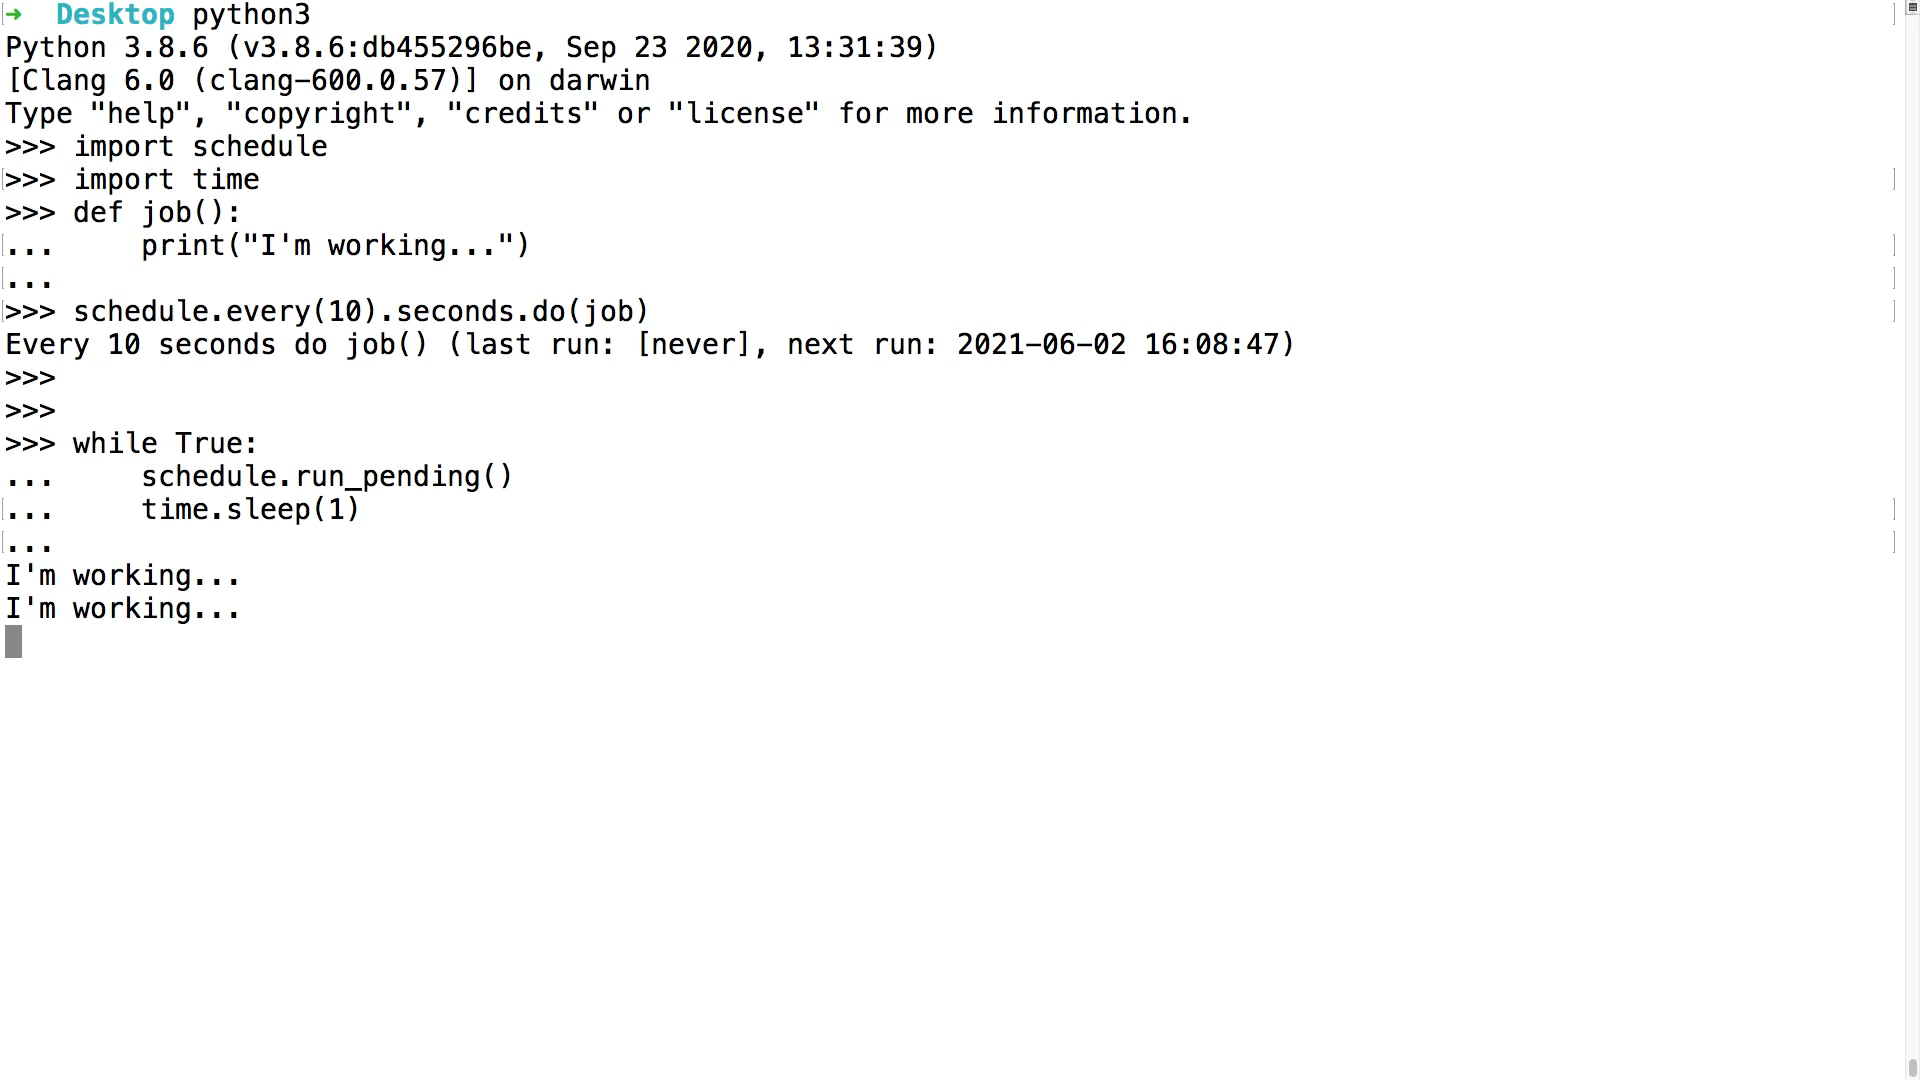 ➜  Desktop python3
Python 3.8.6 (v3.8.6:db455296be, Sep 23 2020, 13:31:39)
[Clang 6.0 (clang-600.0.57)] on darwin
Type "help", "copyright", "credits" or "license" for more information.
>>> import schedule
>>> import time
>>> def job():
...     print("I'm working...")
...
>>> schedule.every(10).seconds.do(job)
Every 10 seconds do job() (last run: [never], next run: 2021-06-02 16:08:47)
>>>
>>>
>>> while True:
...     schedule.run_pending()
...     time.sleep(1)
...
I'm working...
I'm working...